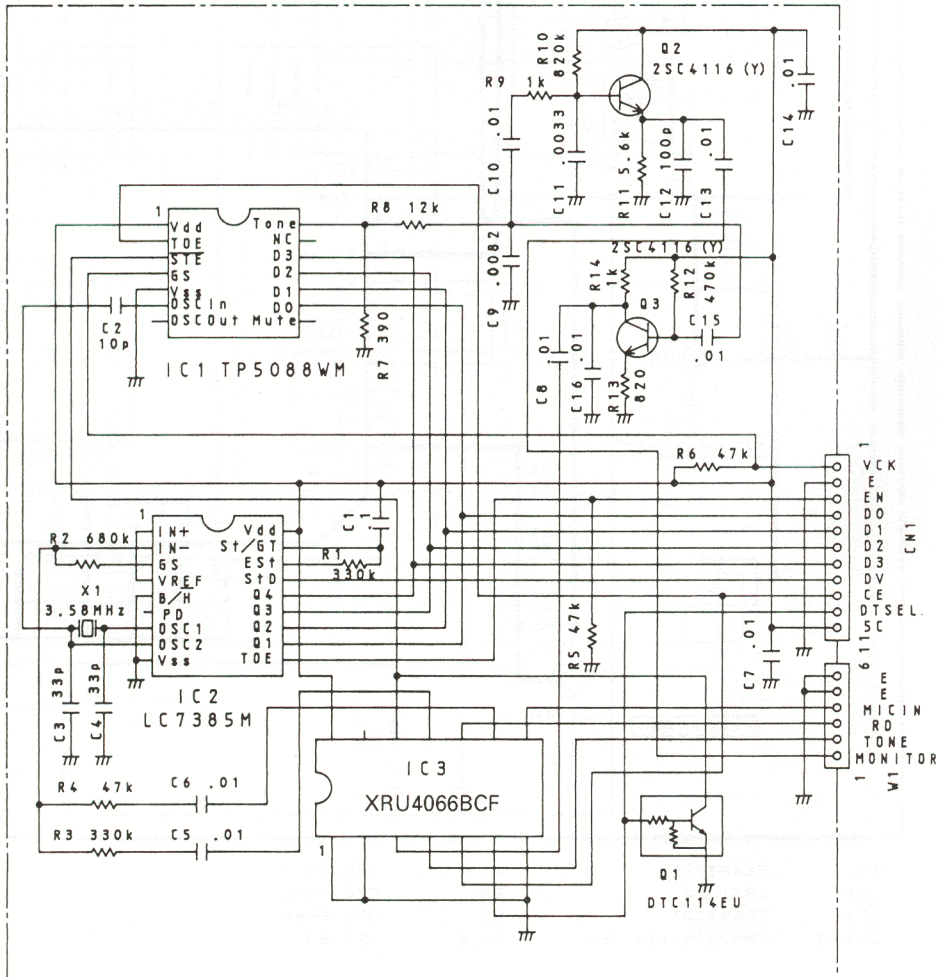 R10 820k
Q2
2SC4116 (Y)
R9 1k
.01
C14
C10 .01
C11 .0033
R11 5.6k
C12 100p
C13 .01
1
Vdd
TOE
STE
GS
Vss
OSCIn
OSCOut
Tone
NC
D3
D2
D1
D0
Mute
R8 12k
C9 .0082
2SC4116 (Y)
R14 1k
R12 470k
Q3
C15
.01
C2
10p
R7 390
IC1 TP5088WM
C8 .01
C16 .01
R13 820
R6 47k
1
VCK
E
EN
D0
D1
D2
D3
DV
CE
DTSEL.
5C
CN1
11
1
IN+
IN-
GS
VREF
B/H
PD
OSC1
OSC2
Vss
Vdd
St/GT
ESt
StD
Q4
Q3
Q2
Q1
TOE
C1 1
R1
330k
R2 680k
X1
3.58MHz
R5 47k
C7 .01
C3 33p
C4 33p
IC2
LC7385M
6
E
E
MICIN
RD
TONE
MONITOR
1
W1
IC3
XRU4066BCF
1
R4 47k
C6 .01
R3 330k
C5 .01
Q1
DTC114EU